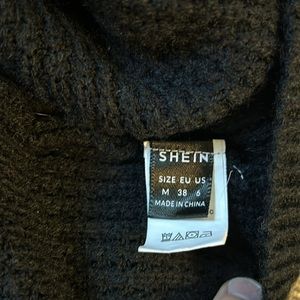 SHEIN
SIZE EU US
M 38 6
MADE IN CHINA